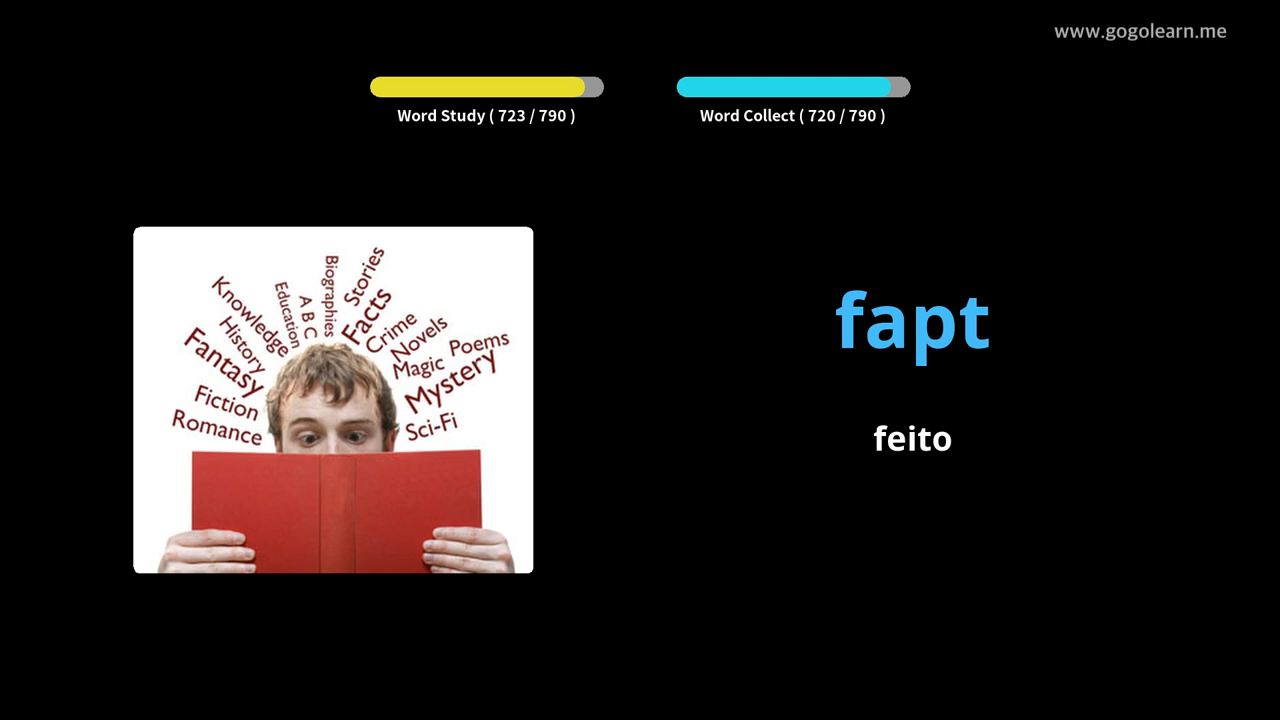 www.gogolearn.me
Word Study ( 723 / 790 )
Word Collect ( 720 / 790 )
Knowledge
History
Fantasy
Fiction
Romance
Education
A B C
Biographies
Stories
Facts
Crime
Novels
Magic
Poems
Mystery
Sci-Fi
fapt
feito